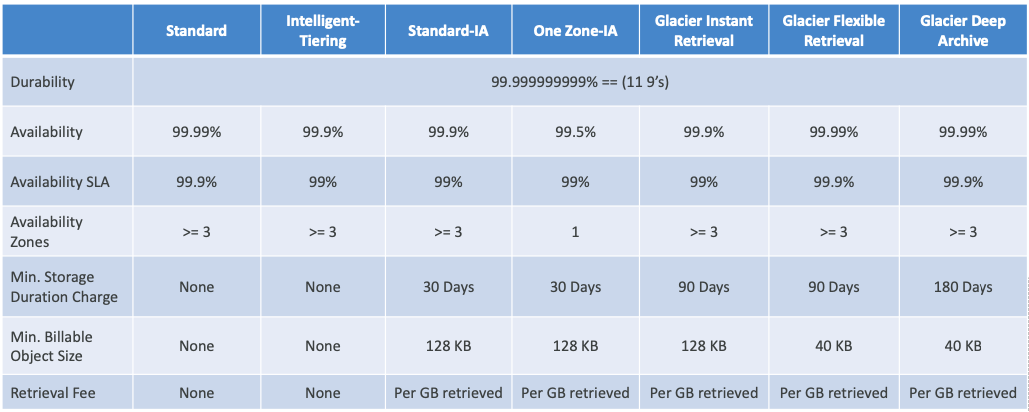 Standard
Intelligent-
Tiering
Standard-IA
One Zone-IA
Glacier Instant
Retrieval
Glacier Flexible
Retrieval
Glacier Deep
Archive
Durability
99.999999999% == (11 9’s)
Availability
99.99%
99.9%
99.9%
99.5%
99.9%
99.99%
99.99%
Availability SLA
99.9%
99%
99%
99%
99%
99.9%
99.9%
Availability
Zones
>= 3
>= 3
>= 3
1
>= 3
>= 3
>= 3
Min. Storage
Duration Charge
None
None
30 Days
30 Days
90 Days
90 Days
180 Days
Min. Billable
Object Size
None
None
128 KB
128 KB
128 KB
40 KB
40 KB
Retrieval Fee
None
None
Per GB retrieved
Per GB retrieved
Per GB retrieved
Per GB retrieved
Per GB retrieved